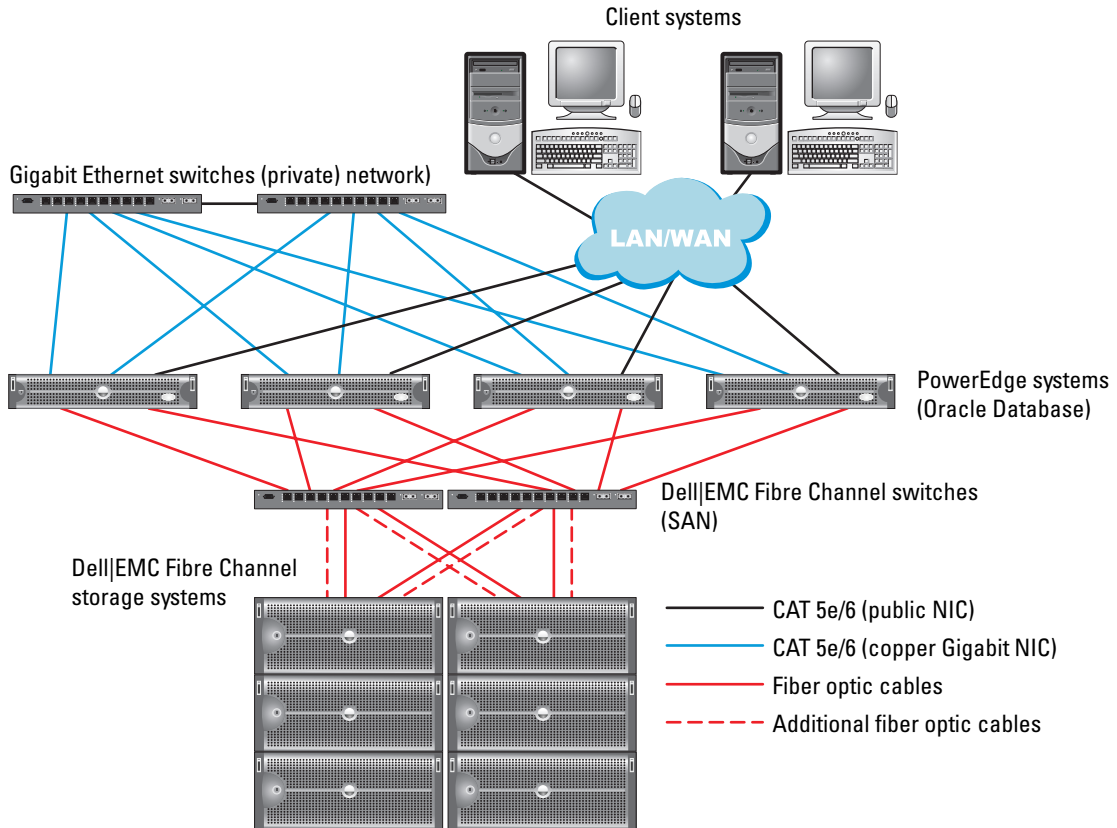 Client systems
Gigabit Ethernet switches (private) network)
LAN/WAN
PowerEdge systems
(Oracle Database)
Dell|EMC Fibre Channel switches
(SAN)
Dell|EMC Fibre Channel
storage systems
CAT 5e/6 (public NIC)
CAT 5e/6 (copper Gigabit NIC)
Fiber optic cables
Additional fiber optic cables